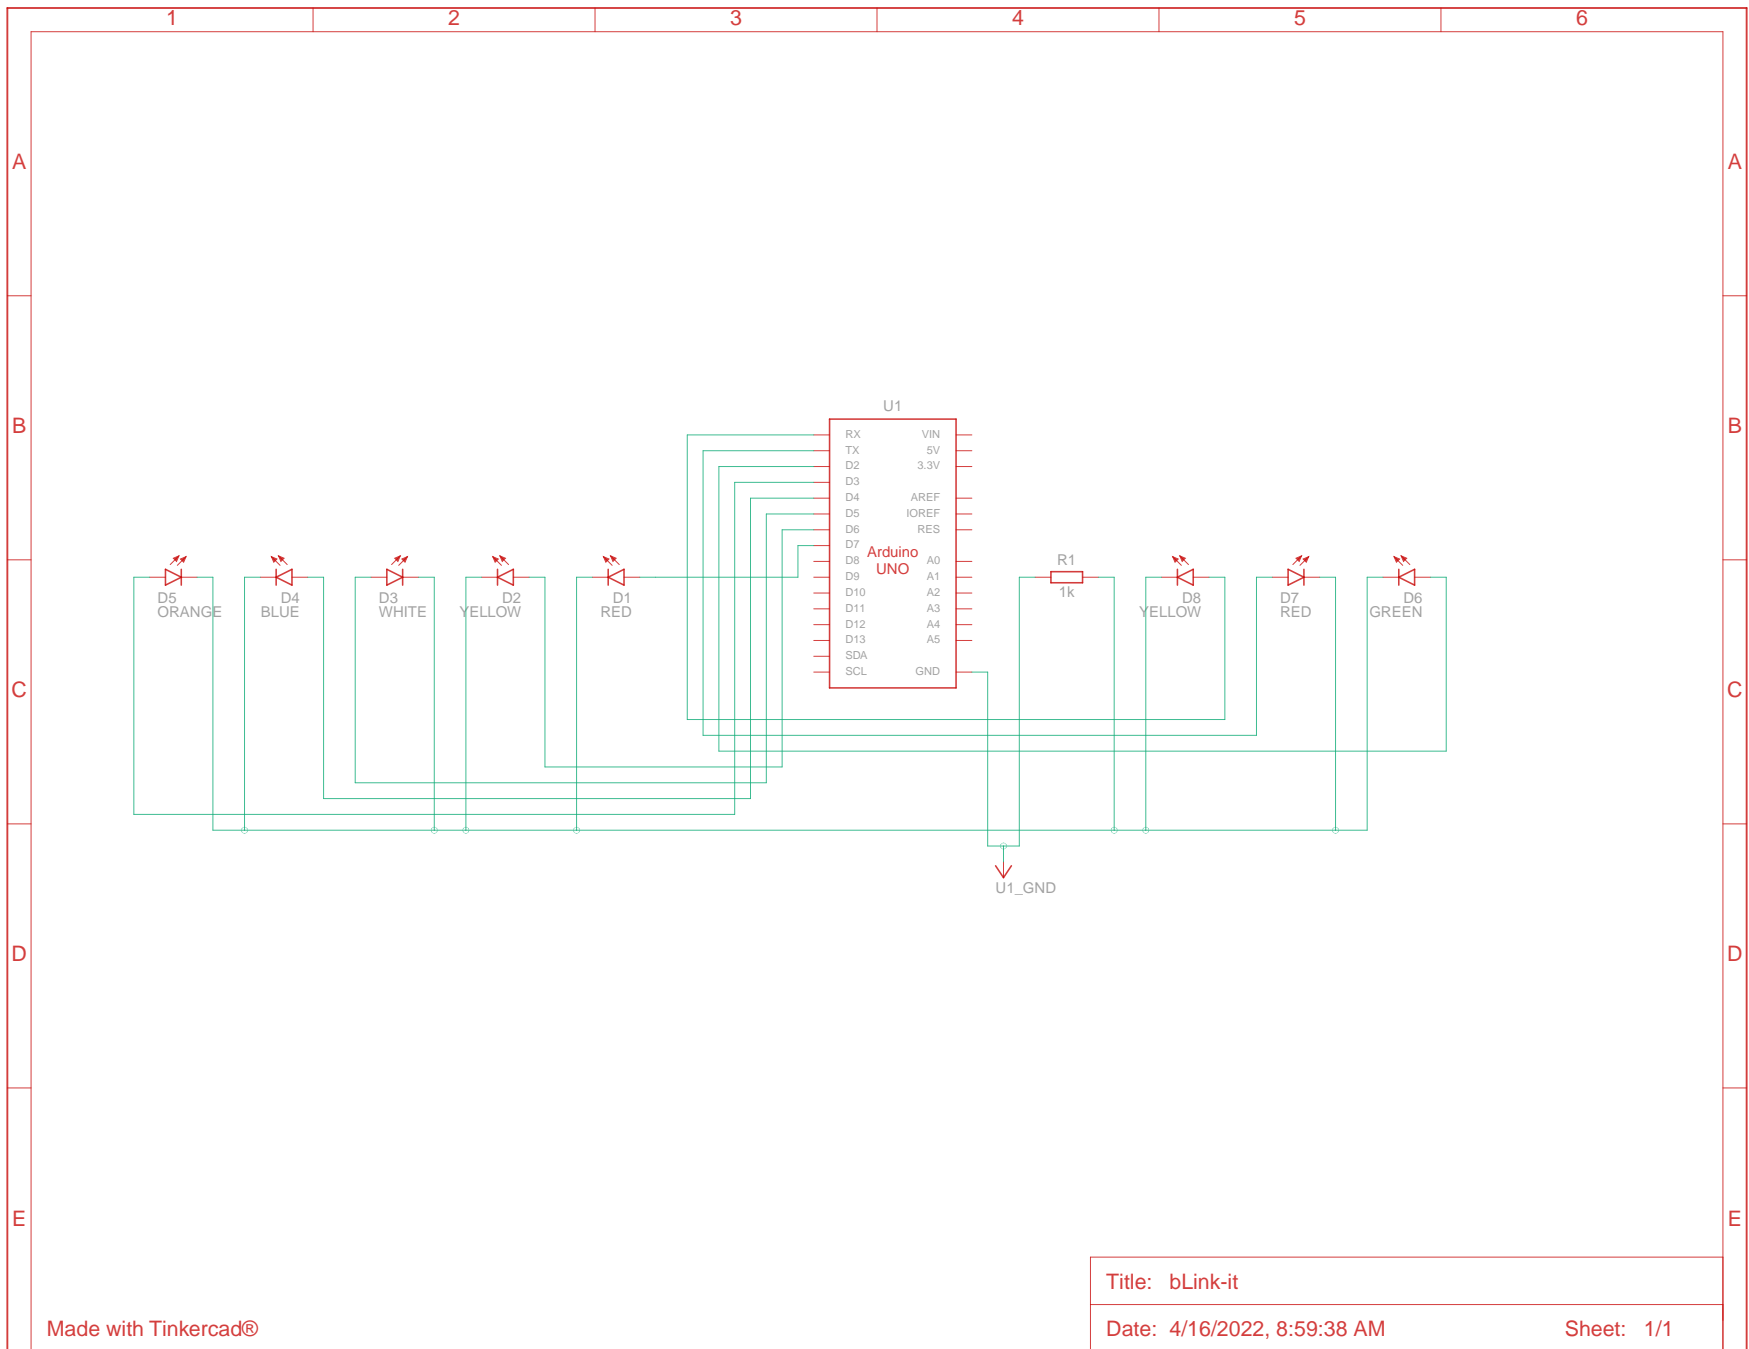 1 2 3 4 5 6
A A
B B
U1
RX VIN
TX 5V
D2 3.3V
D3
D4 AREF
D5 IOREF
D6 RES
D7
Arduino
UNO
D8 A0
D9 A1
D10 A2
D11 A3
D12 A4
D13 A5
SDA
SCL GND
D5
ORANGE
D4
BLUE
D3
WHITE
D2
YELLOW
D1
RED
R1
1k
D8
YELLOW
D7
RED
D6
GREEN
C C
U1_GND
D D
E E
Title: bLink-it
Made with Tinkercad®
Date: 4/16/2022, 8:59:38 AM Sheet: 1/1